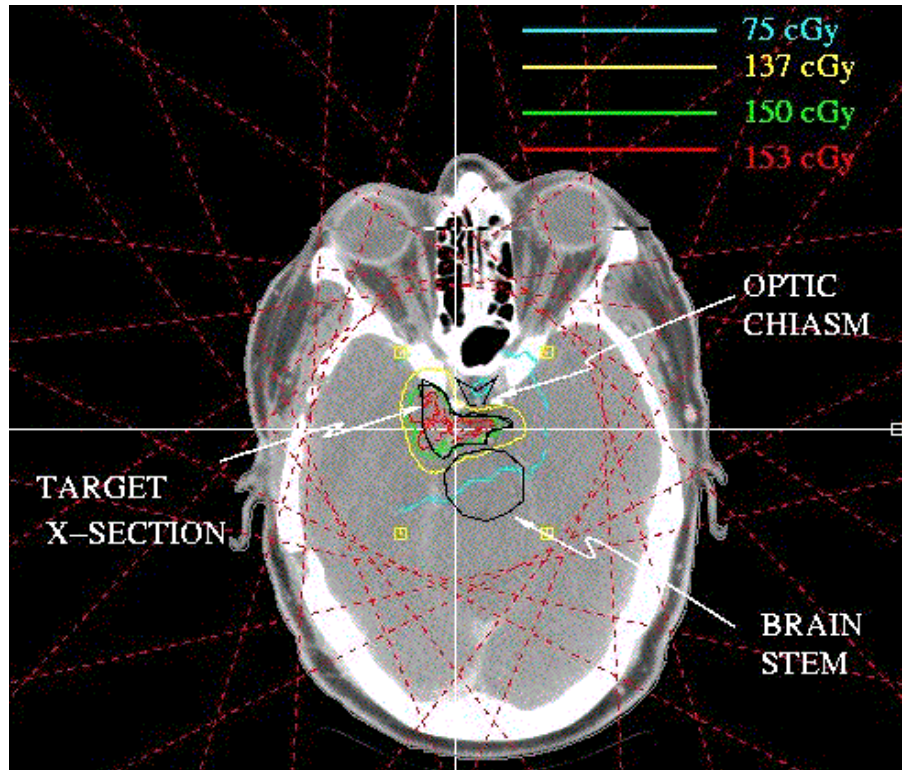 75 cGy
137 cGy
150 cGy
153 cGy
OPTIC
CHIASM
TARGET
X-SECTION
BRAIN
STEM